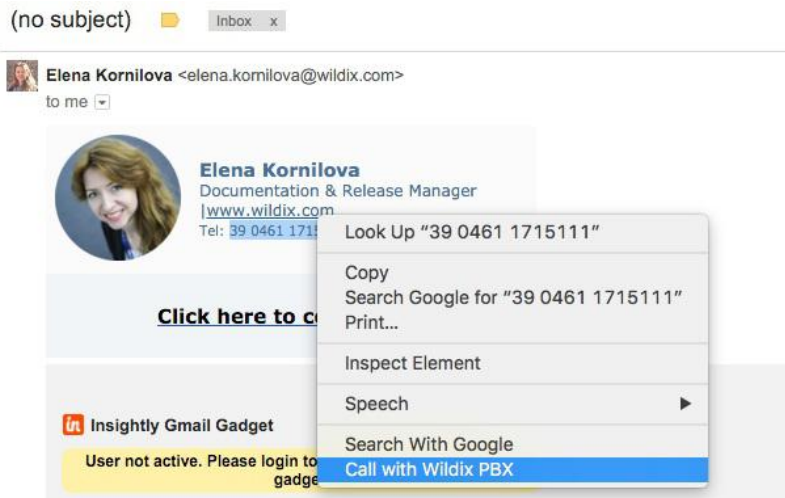 (no subject)
Inbox x
Elena Kornilova <elena.kornilova@wildix.com>
to me
Elena Kornilova
Documentation & Release Manager
|www.wildix.com
Tel: 39 0461 171
Look Up “39 0461 1715111”
Copy
Click here to
Search Google for “39 0461 1715111”
Print...
Inspect Element
Speech
in Insightly Gmail Gadget
Search With Google
User not active. Please login to
Call with Wildix PBX